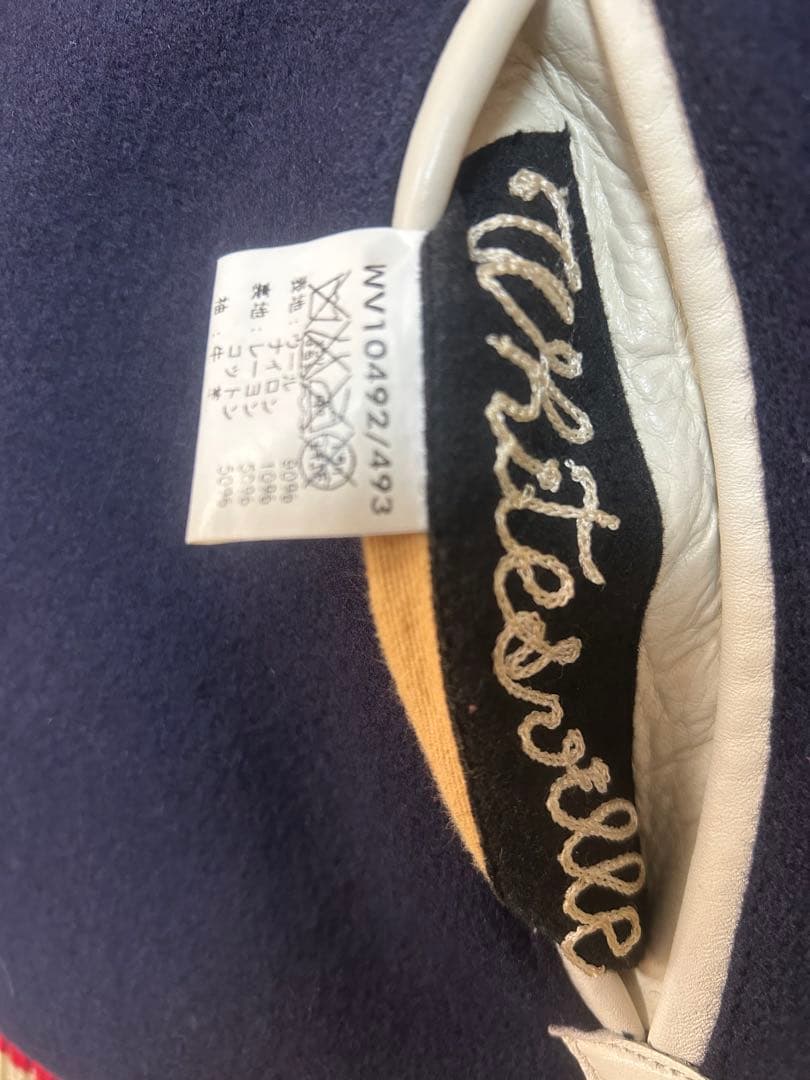 Whitesville
WV10492/493
表地：ウール 90%
ナイロン 10%
裏地：レーヨン 50%
コットン 50%
袖：牛革